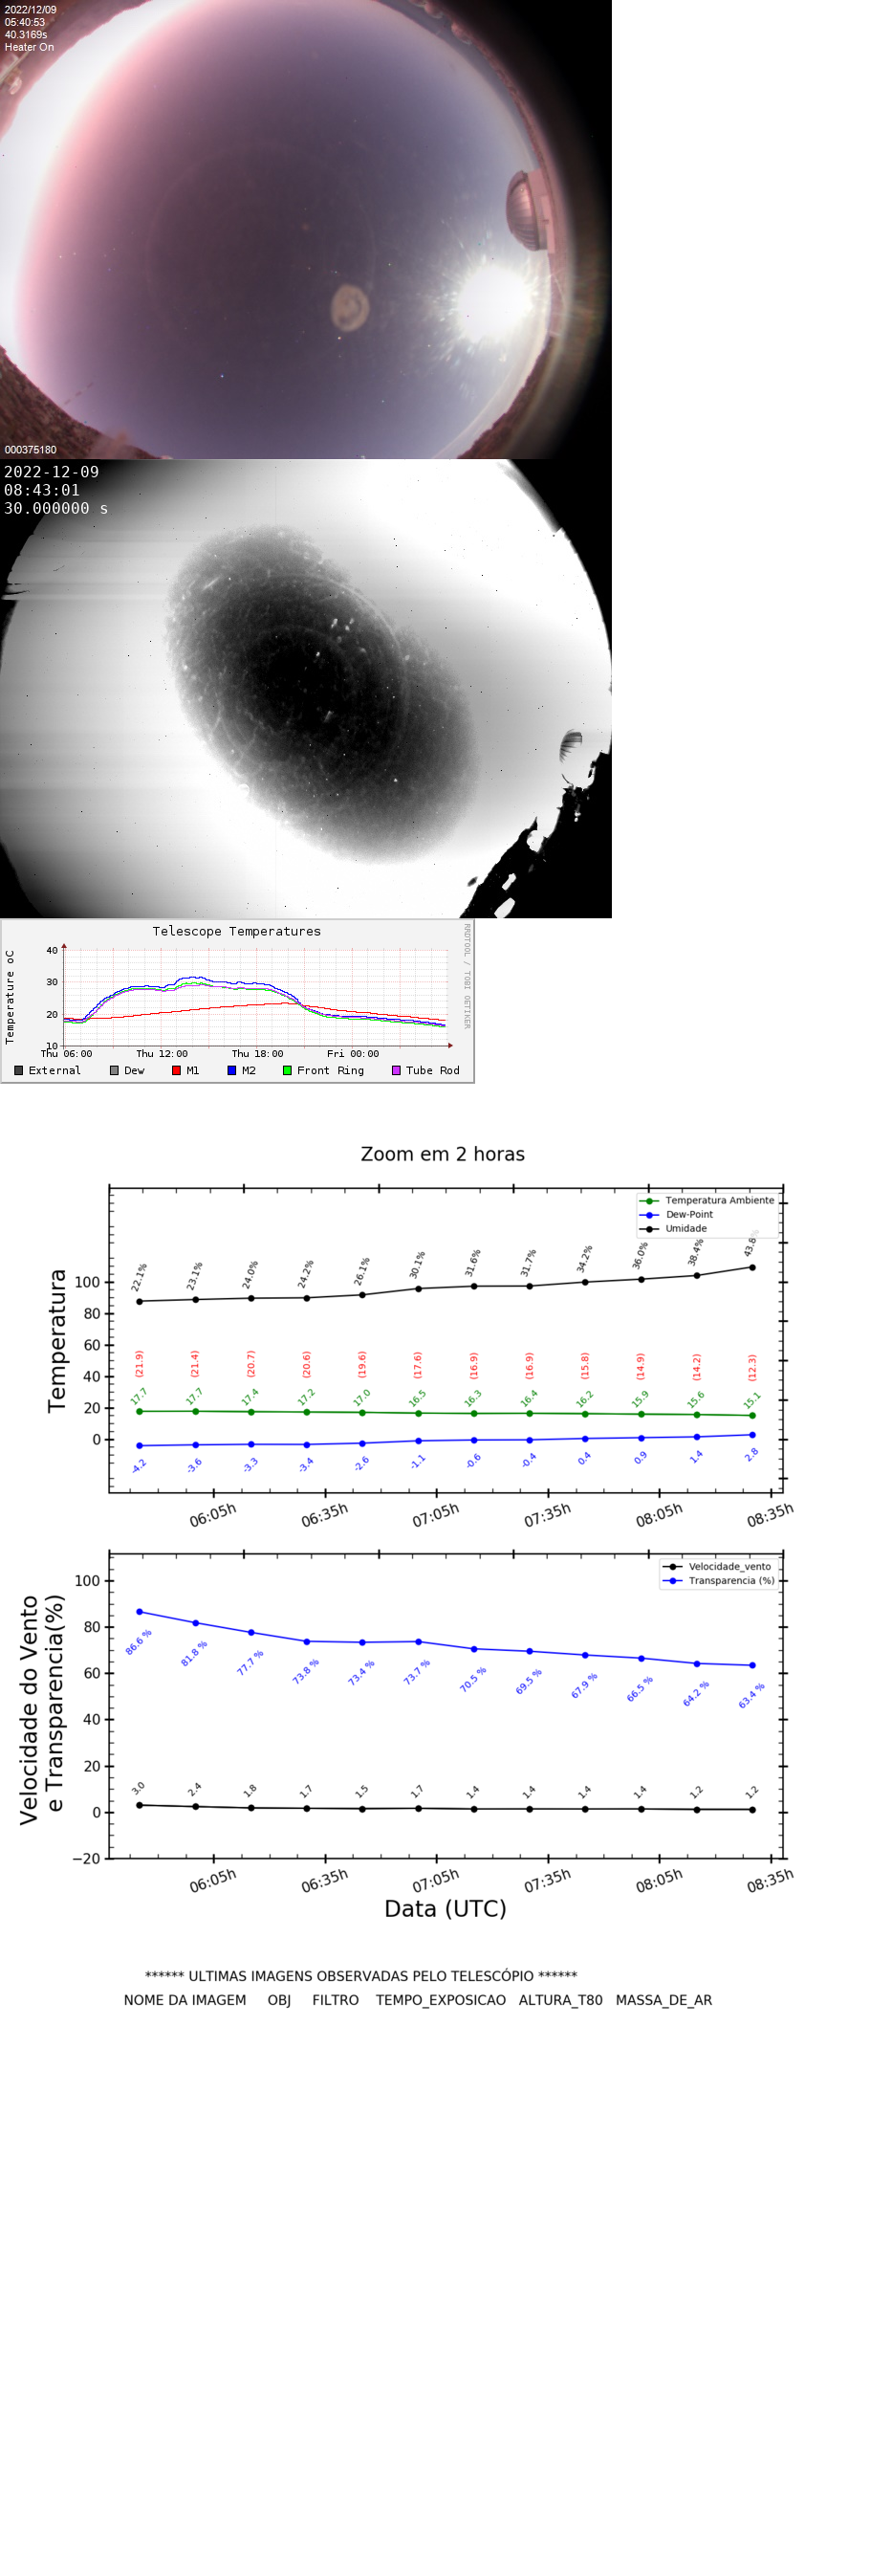 2022/12/09
05:40:53
40.3169s
Heater On
000375180
2022-12-09
08:43:01
30.000000 s
Telescope Temperatures
RRDTOOL / TOBI OETIKER
Temperature oC
40
30
20
10
Thu 06:00 Thu 12:00 Thu 18:00 Fri 00:00
External Dew M1 M2 Front Ring Tube Rod
Zoom em 2 horas
Temperatura Ambiente
Dew-Point
Umidade
22.1% 23.1% 24.0% 24.2% 26.1% 30.1% 31.6% 31.7% 34.2% 36.0% 38.4% 43.8%
Temperatura
100
80
60
40
20
0
(21.9) (21.4) (20.7) (20.6) (19.6) (17.6) (16.9) (16.9) (15.8) (14.9) (14.2) (12.3)
17.7 17.7 17.4 17.2 17.0 16.5 16.3 16.4 16.2 15.9 15.6 15.1
-4.2 -3.6 -3.3 -3.4 -2.6 -1.1 -0.6 -0.4 0.4 0.9 1.4 2.8
06:05h 06:35h 07:05h 07:35h 08:05h 08:35h
Velocidade_vento
Transparencia (%)
Velocidade do Vento
e Transparencia(%)
100
80
60
40
20
0
−20
86.6 % 81.8 % 77.7 % 73.8 % 73.4 % 73.7 % 70.5 % 69.5 % 67.9 % 66.5 % 64.2 % 63.4 %
3.0 2.4 1.8 1.7 1.5 1.7 1.4 1.4 1.4 1.4 1.2 1.2
06:05h 06:35h 07:05h 07:35h 08:05h 08:35h
Data (UTC)
****** ULTIMAS IMAGENS OBSERVADAS PELO TELESCÓPIO ******
NOME DA IMAGEM OBJ FILTRO TEMPO_EXPOSICAO ALTURA_T80 MASSA_DE_AR